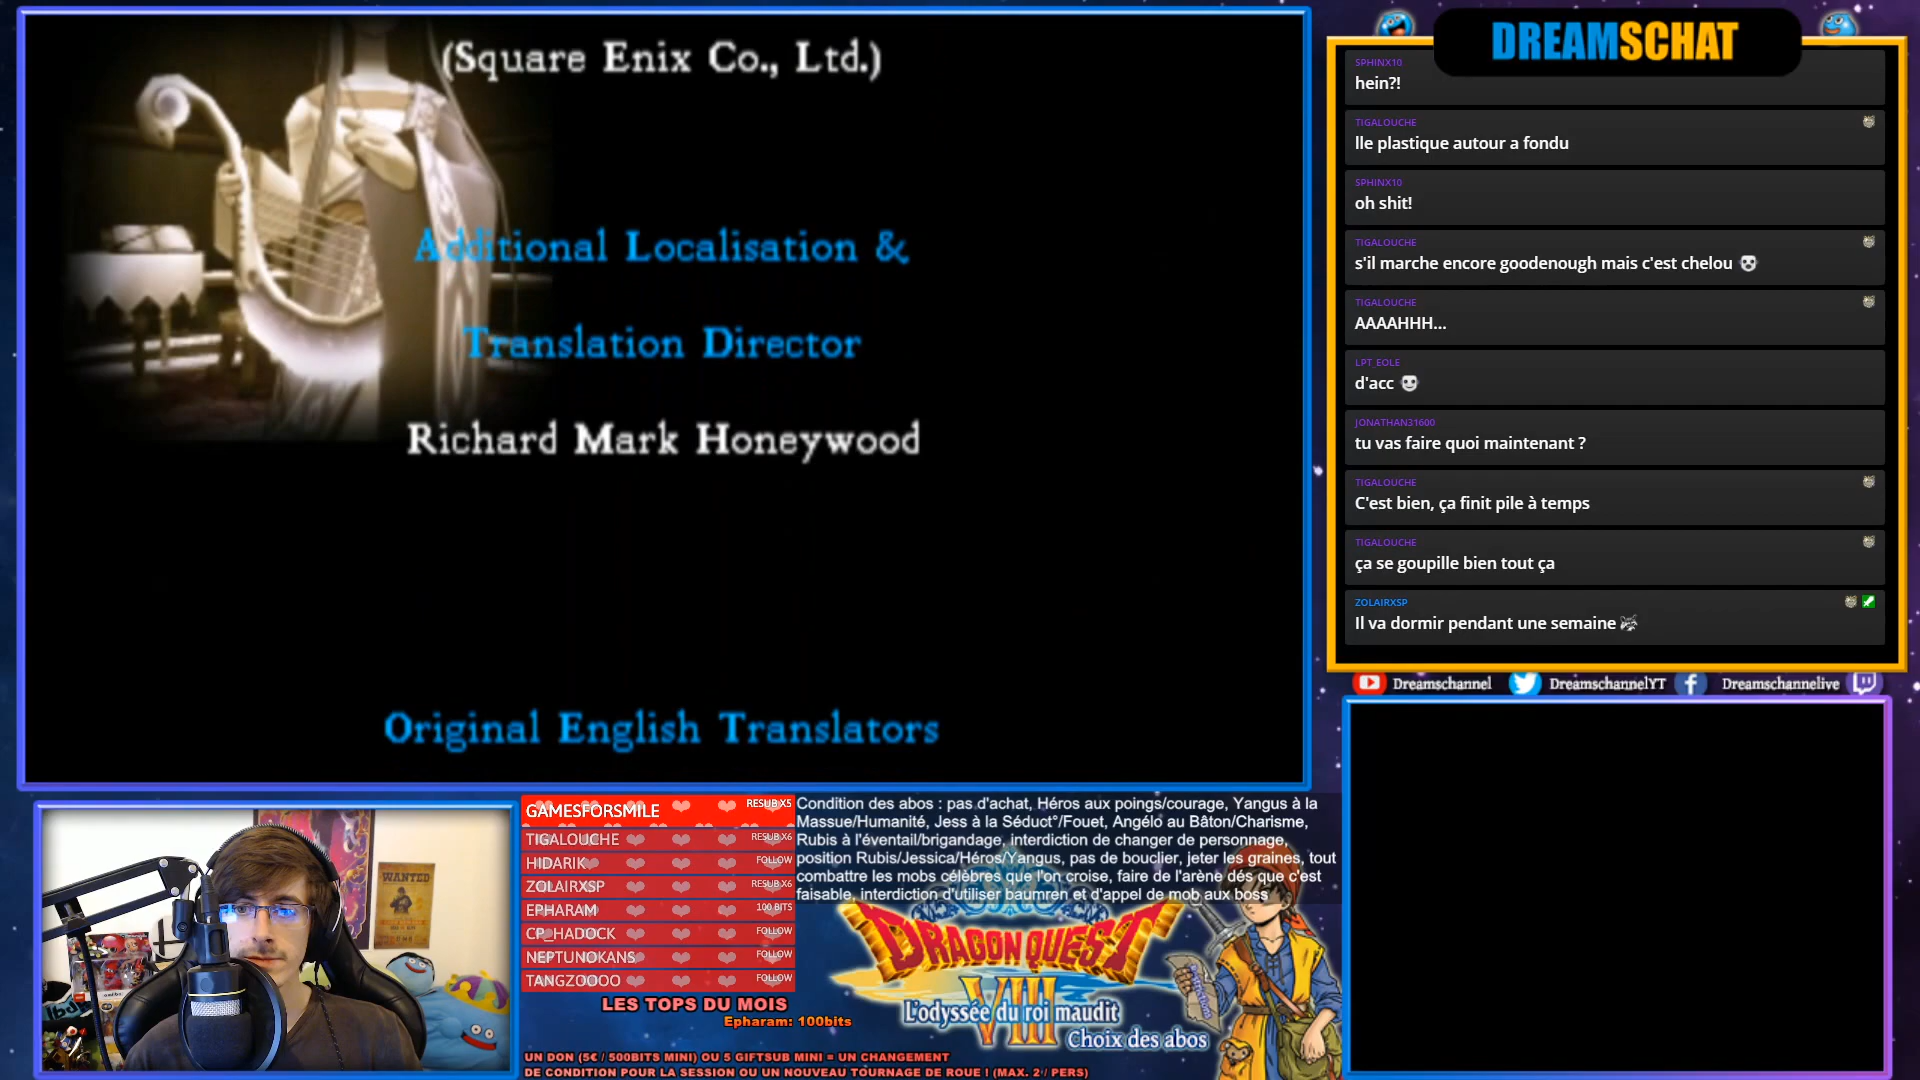 (Square Enix Co., Ltd.)
Additional Localisation &
Translation Director
Richard Mark Honeywood
Original English Translators
DREAMSCHAT
SPHINX10
hein?!
TIGALOUCHE
lle plastique autour a fondu
SPHINX10
oh shit!
TIGALOUCHE
s'il marche encore goodenough mais c'est chelou
TIGALOUCHE
AAAAHHH...
LPT_EOLE
d'acc
JONATHAN31600
tu vas faire quoi maintenant ?
TIGALOUCHE
C'est bien, ça finit pile à temps
TIGALOUCHE
ça se goupille bien tout ça
ZOLAIRXSP
Il va dormir pendant une semaine
Dreamschannel DreamschannelYT Dreamschannelive
WANTED
GAMESFORSMILE RESUB X5
TIGALOUCHE RESUB X6
HIDARIK FOLLOW
ZOLAIRXSP RESUB X6
EPHARAM 100 BITS
CP_HADOCK FOLLOW
NEPTUNOKANS FOLLOW
TANGZOOOO FOLLOW
LES TOPS DU MOIS
Epharam: 100bits
Condition des abos : pas d'achat, Héros aux poings/courage, Yangus à la
Massue/Humanité, Jess à la Séduct°/Fouet, Angélo au Bâton/Charisme,
Rubis à l'éventail/brigandage, interdiction de changer de personnage,
position Rubis/Jessica/Héros/Yangus, pas de bouclier, jeter les graines, tout
combattre les mobs célèbres que l'on croise, faire de l'arène dés que c'est
faisable, interdiction d'utiliser baumren et d'appel de mob aux boss
DRAGON QUEST
VIII
L'odyssée du roi maudit
Choix des abos
UN DON (5€ / 500BITS MINI) OU 5 GIFTSUB MINI = UN CHANGEMENT
DE CONDITION POUR LA SESSION OU UN NOUVEAU TOURNAGE DE ROUE ! (MAX. 2 / PERS)